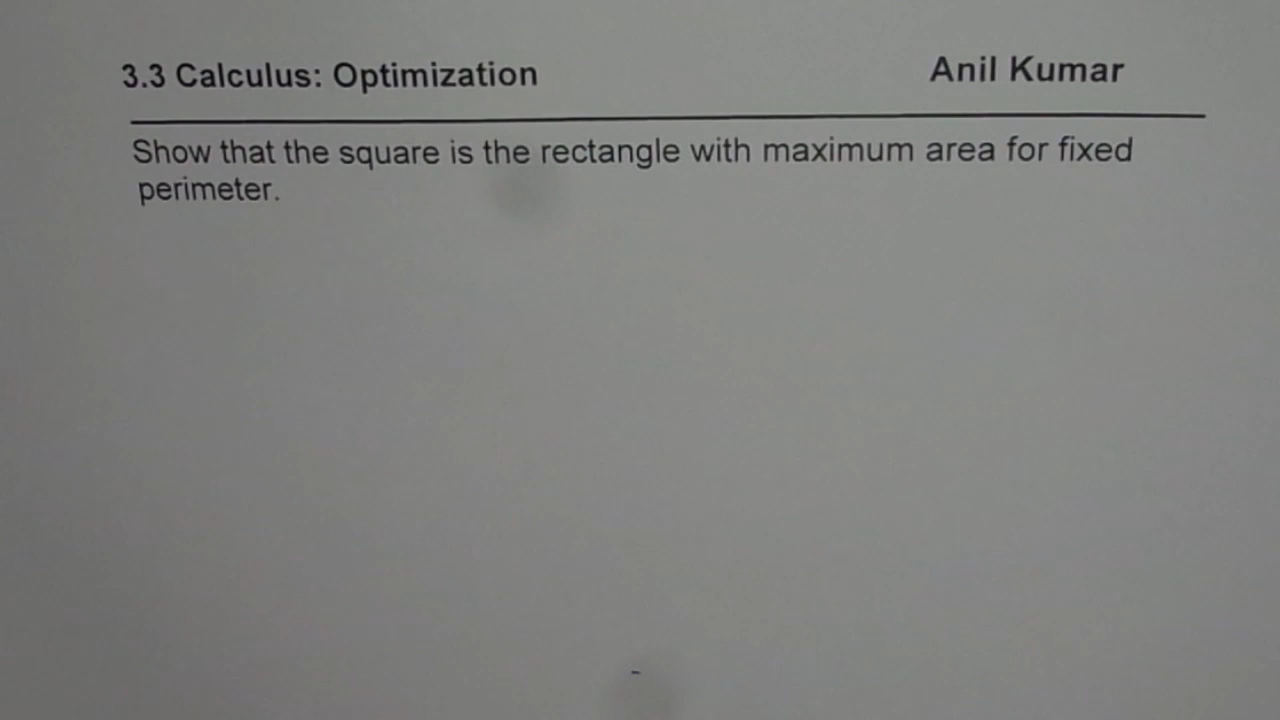 3.3 Calculus: Optimization Anil Kumar
Show that the square is the rectangle with maximum area for fixed
perimeter.